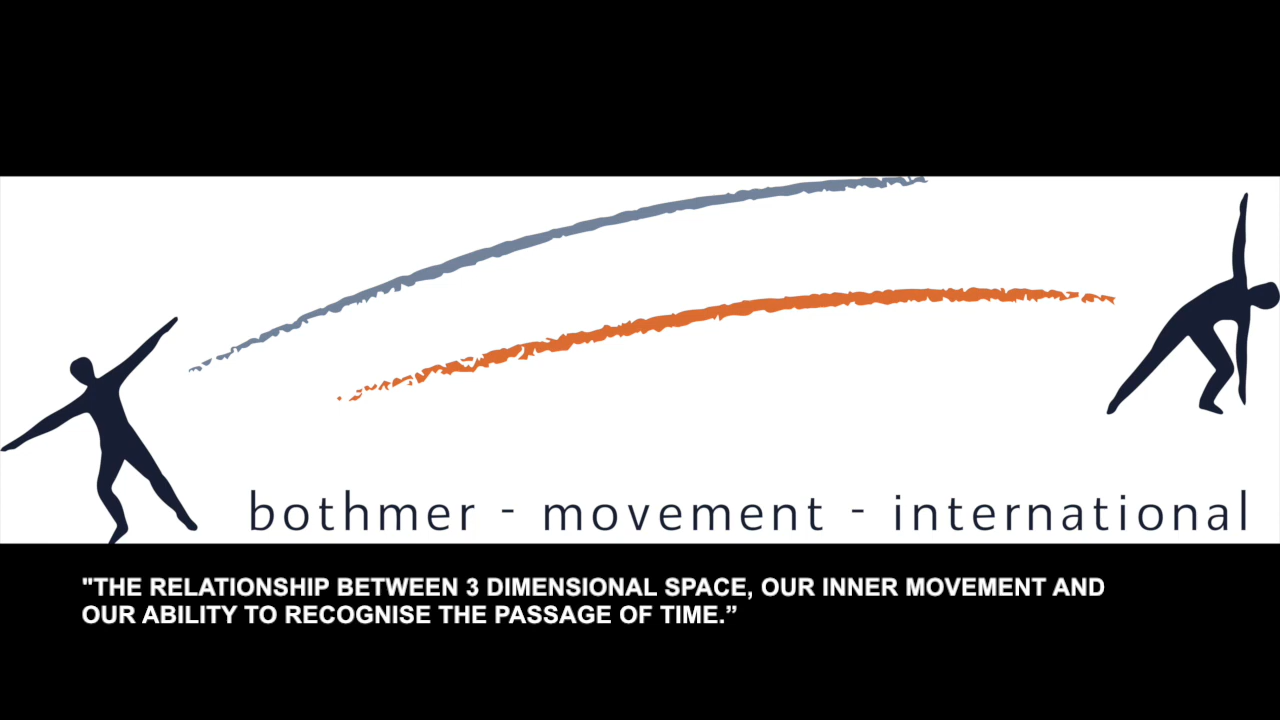 bothmer - movement - international
"THE RELATIONSHIP BETWEEN 3 DIMENSIONAL SPACE, OUR INNER MOVEMENT AND
OUR ABILITY TO RECOGNISE THE PASSAGE OF TIME.”